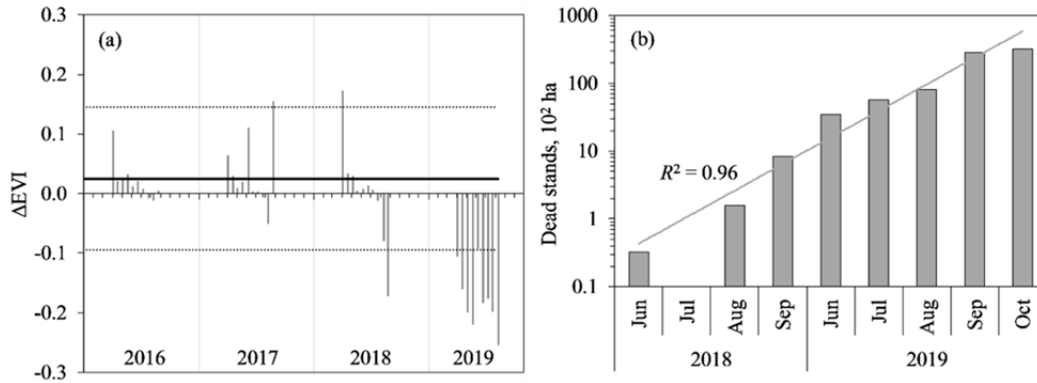 (a)
ΔEVI
0.3
0.2
0.1
0.0
-0.1
-0.2
-0.3
2016 2017 2018 2019
(b)
Dead stands, 10² ha
1000
100
10
1
0.1
R² = 0.96
Jun Jul Aug Sep Jun Jul Aug Sep Oct
2018 2019